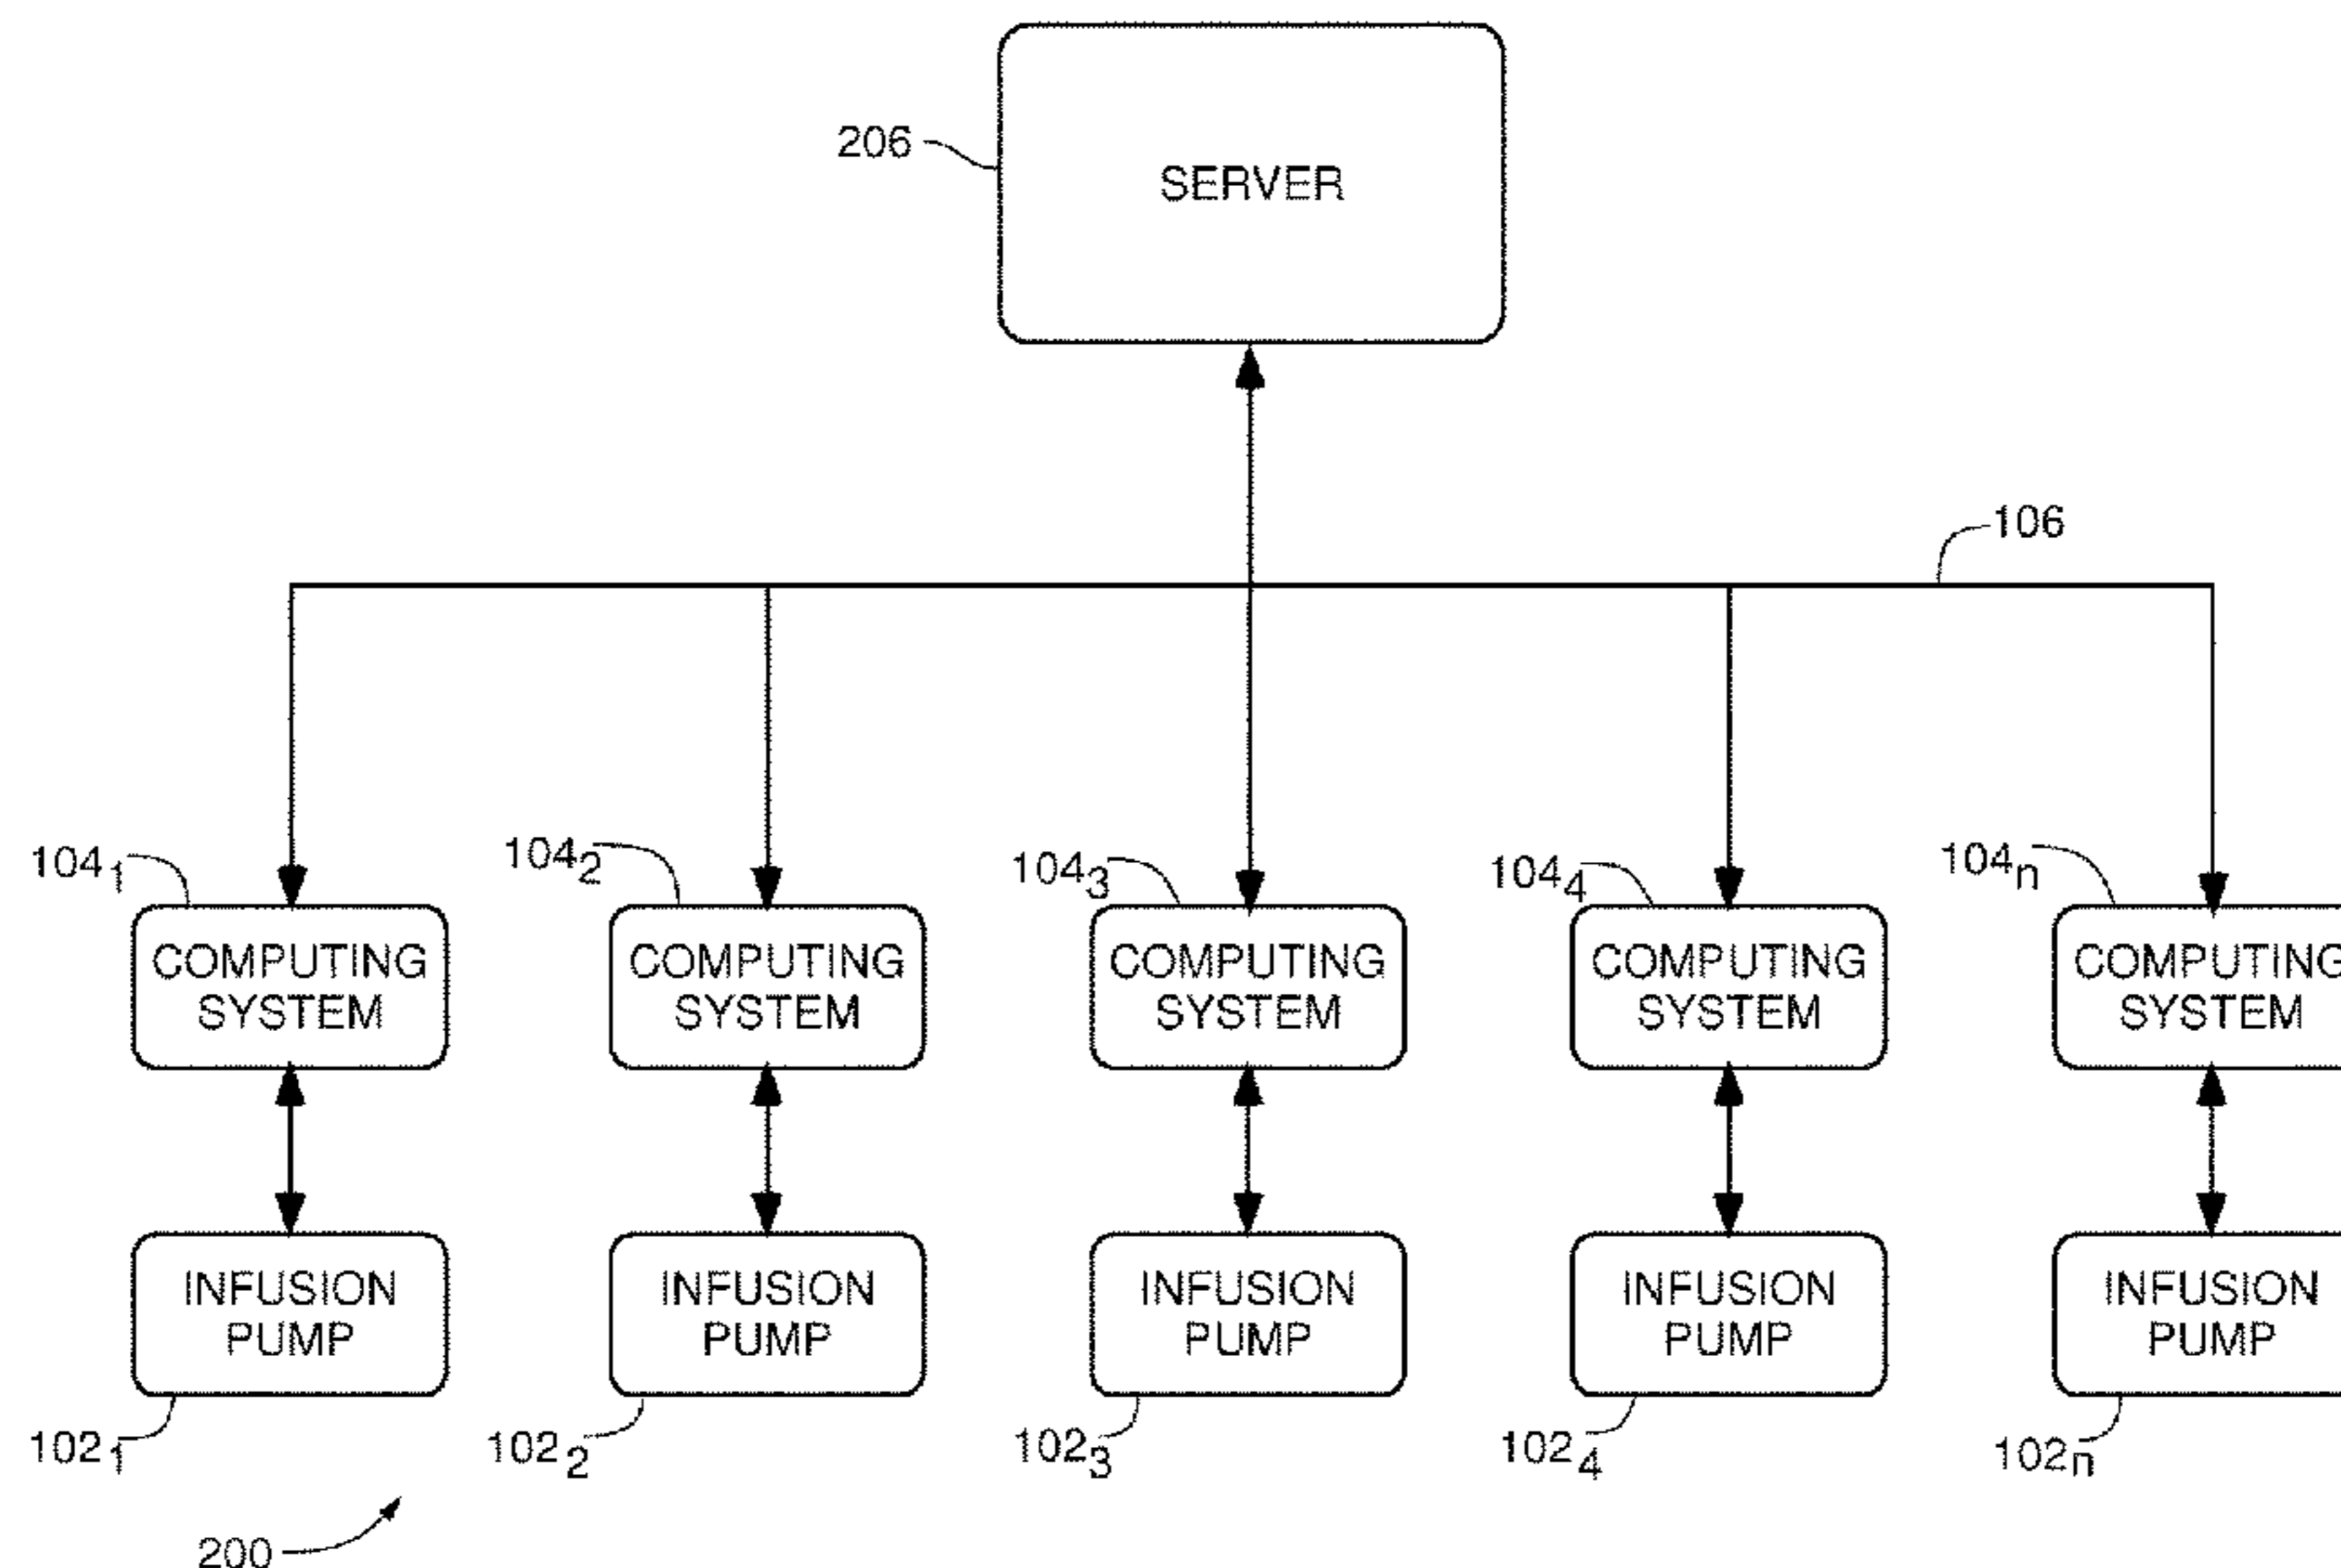 206
SERVER
106
104₁
104₂
104₃
104₄
104ₙ
COMPUTING
SYSTEM
COMPUTING
SYSTEM
COMPUTING
SYSTEM
COMPUTING
SYSTEM
COMPUTING
SYSTEM
INFUSION
PUMP
INFUSION
PUMP
INFUSION
PUMP
INFUSION
PUMP
INFUSION
PUMP
102₁
102₂
102₃
102₄
102ₙ
200